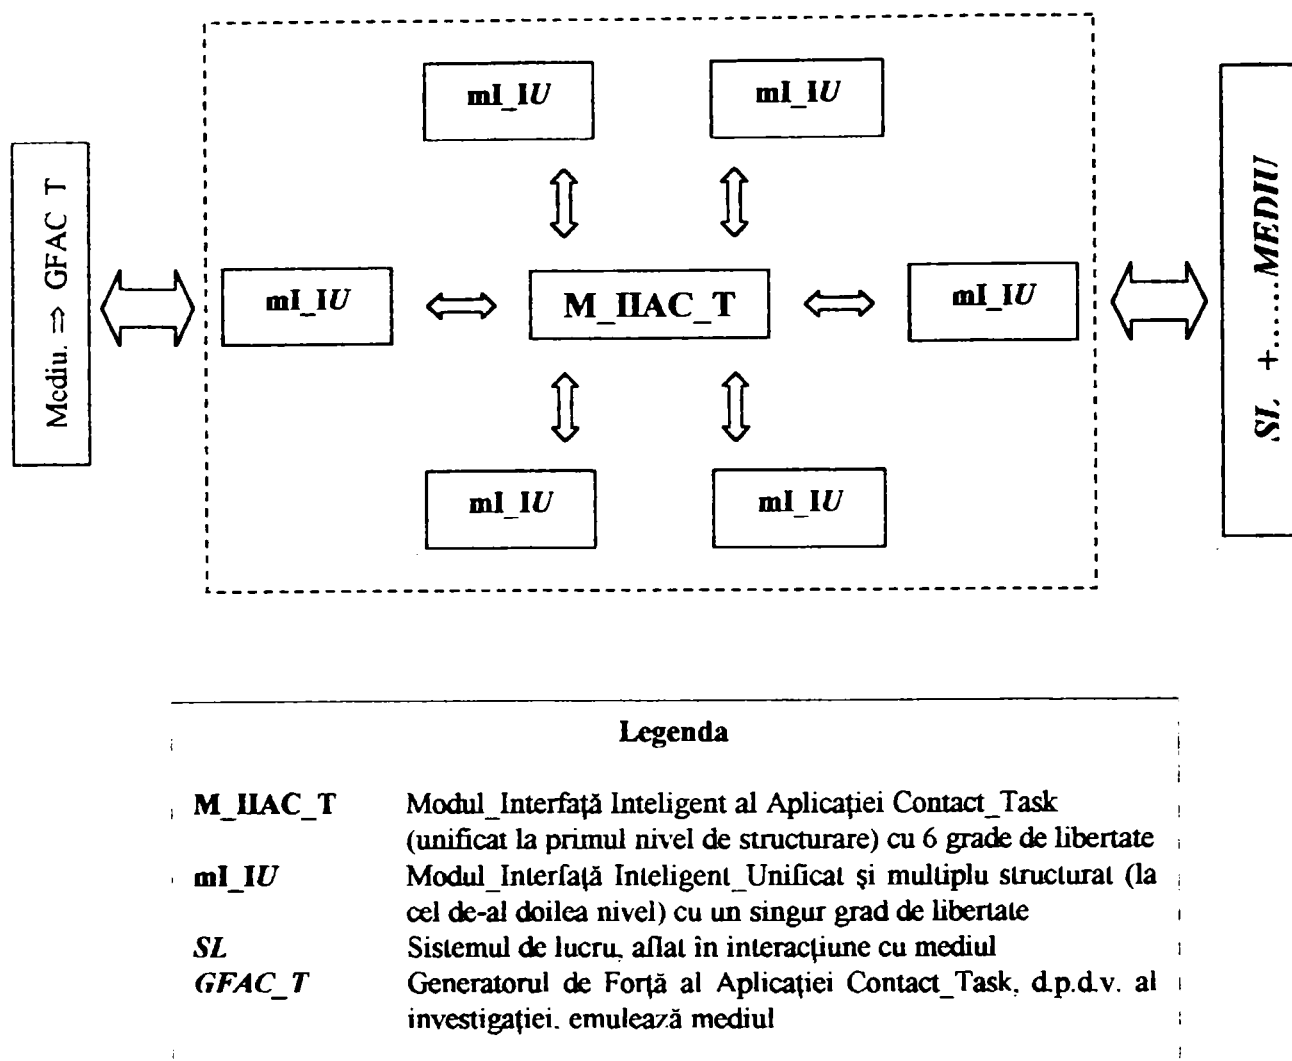 mI_IU mI_IU
Mediu. ⇒ GFAC T
mI_IU M_IIAC_T mI_IU
SL +......MEDIU
mI_IU mI_IU
Legenda
M_IIAC_T Modul_Interfață Inteligent al Aplicației Contact_Task
(unificat la primul nivel de structurare) cu 6 grade de libertate
mI_IU Modul_Interfață Inteligent_Unificat și multiplu structurat (la
cel de-al doilea nivel) cu un singur grad de libertate
SL Sistemul de lucru, aflat în interacțiune cu mediul
GFAC_T Generatorul de Forță al Aplicației Contact_Task, d.p.d.v. al
investigației. emulează mediul